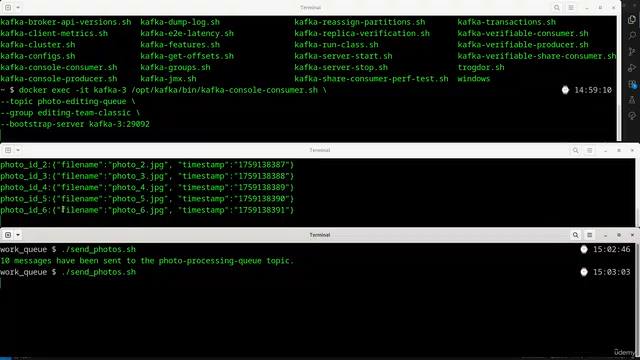 Terminal
kafka-broker-api-versions.sh kafka-dump-log.sh kafka-reassign-partitions.sh kafka-transactions.sh
kafka-client-metrics.sh kafka-e2e-latency.sh kafka-replica-verification.sh kafka-verifiable-consumer.sh
kafka-cluster.sh kafka-features.sh kafka-run-class.sh kafka-verifiable-producer.sh
kafka-configs.sh kafka-get-offsets.sh kafka-server-start.sh kafka-verifiable-share-consumer.sh
kafka-console-consumer.sh kafka-groups.sh kafka-server-stop.sh trogdor.sh
kafka-console-producer.sh kafka-jmx.sh kafka-share-consumer-perf-test.sh windows
~ $ docker exec -it kafka-3 /opt/kafka/bin/kafka-console-consumer.sh \ 14:59:10
--topic photo-editing-queue \
--group editing-team-classic \
--bootstrap-server kafka-3:29092
Terminal
photo_id_2:{"filename":"photo_2.jpg", "timestamp":"1759138387"}
photo_id_3:{"filename":"photo_3.jpg", "timestamp":"1759138388"}
photo_id_4:{"filename":"photo_4.jpg", "timestamp":"1759138389"}
photo_id_5:{"filename":"photo_5.jpg", "timestamp":"1759138390"}
photo_id_6:{"filename":"photo_6.jpg", "timestamp":"1759138391"}
Terminal
work_queue $ ./send_photos.sh 15:02:46
10 messages have been sent to the photo-processing-queue topic.
work_queue $ ./send_photos.sh 15:03:03
udemy